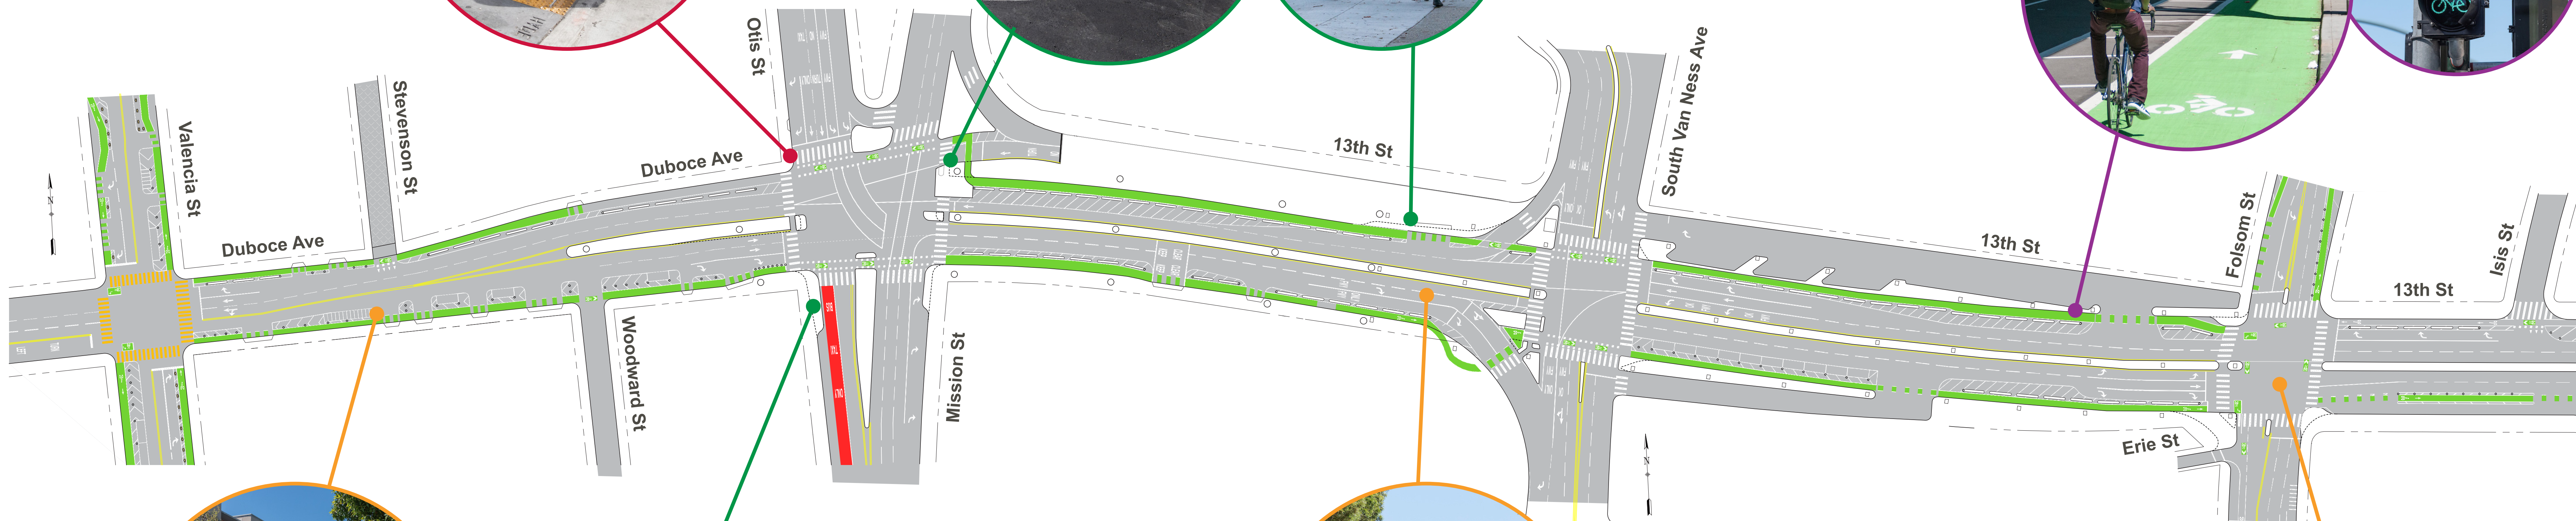 Otis St
South Van Ness Ave
Stevenson St
Valencia St
Duboce Ave
13th St
Duboce Ave
N
Folsom St
13th St
Isis St
13th St
Woodward St
Mission St
Erie St
N